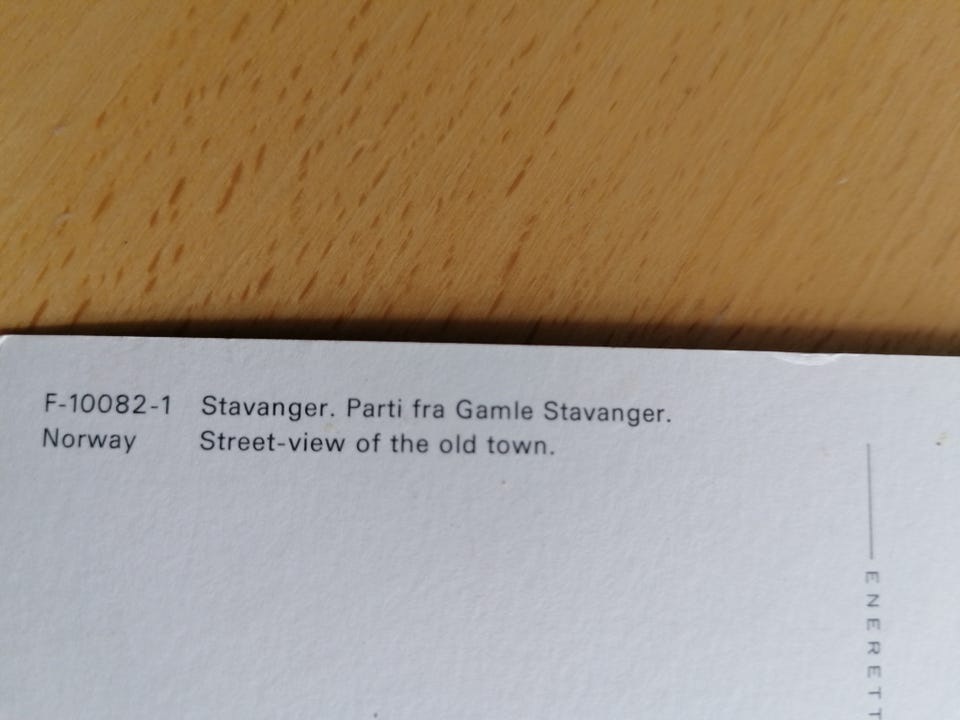 F-10082-1 Stavanger. Parti fra Gamle Stavanger.
Norway Street-view of the old town.
ENERETT